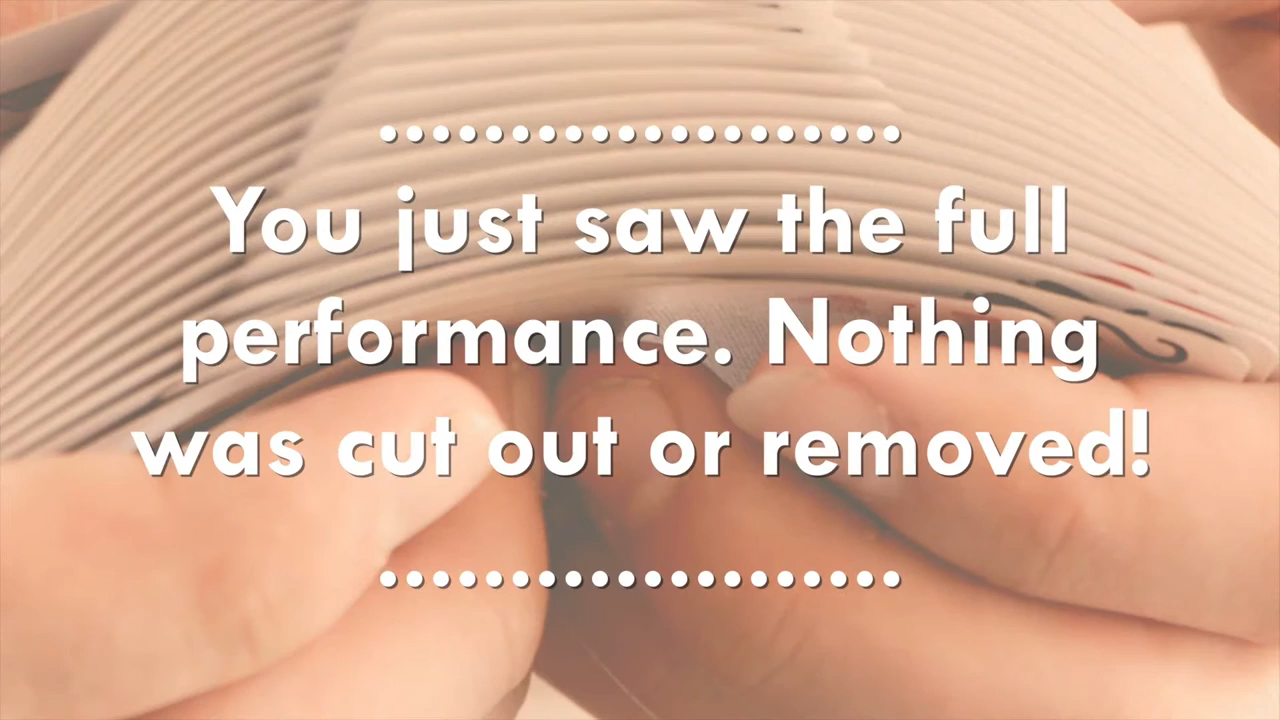 You just saw the full
performance. Nothing
was cut out or removed!